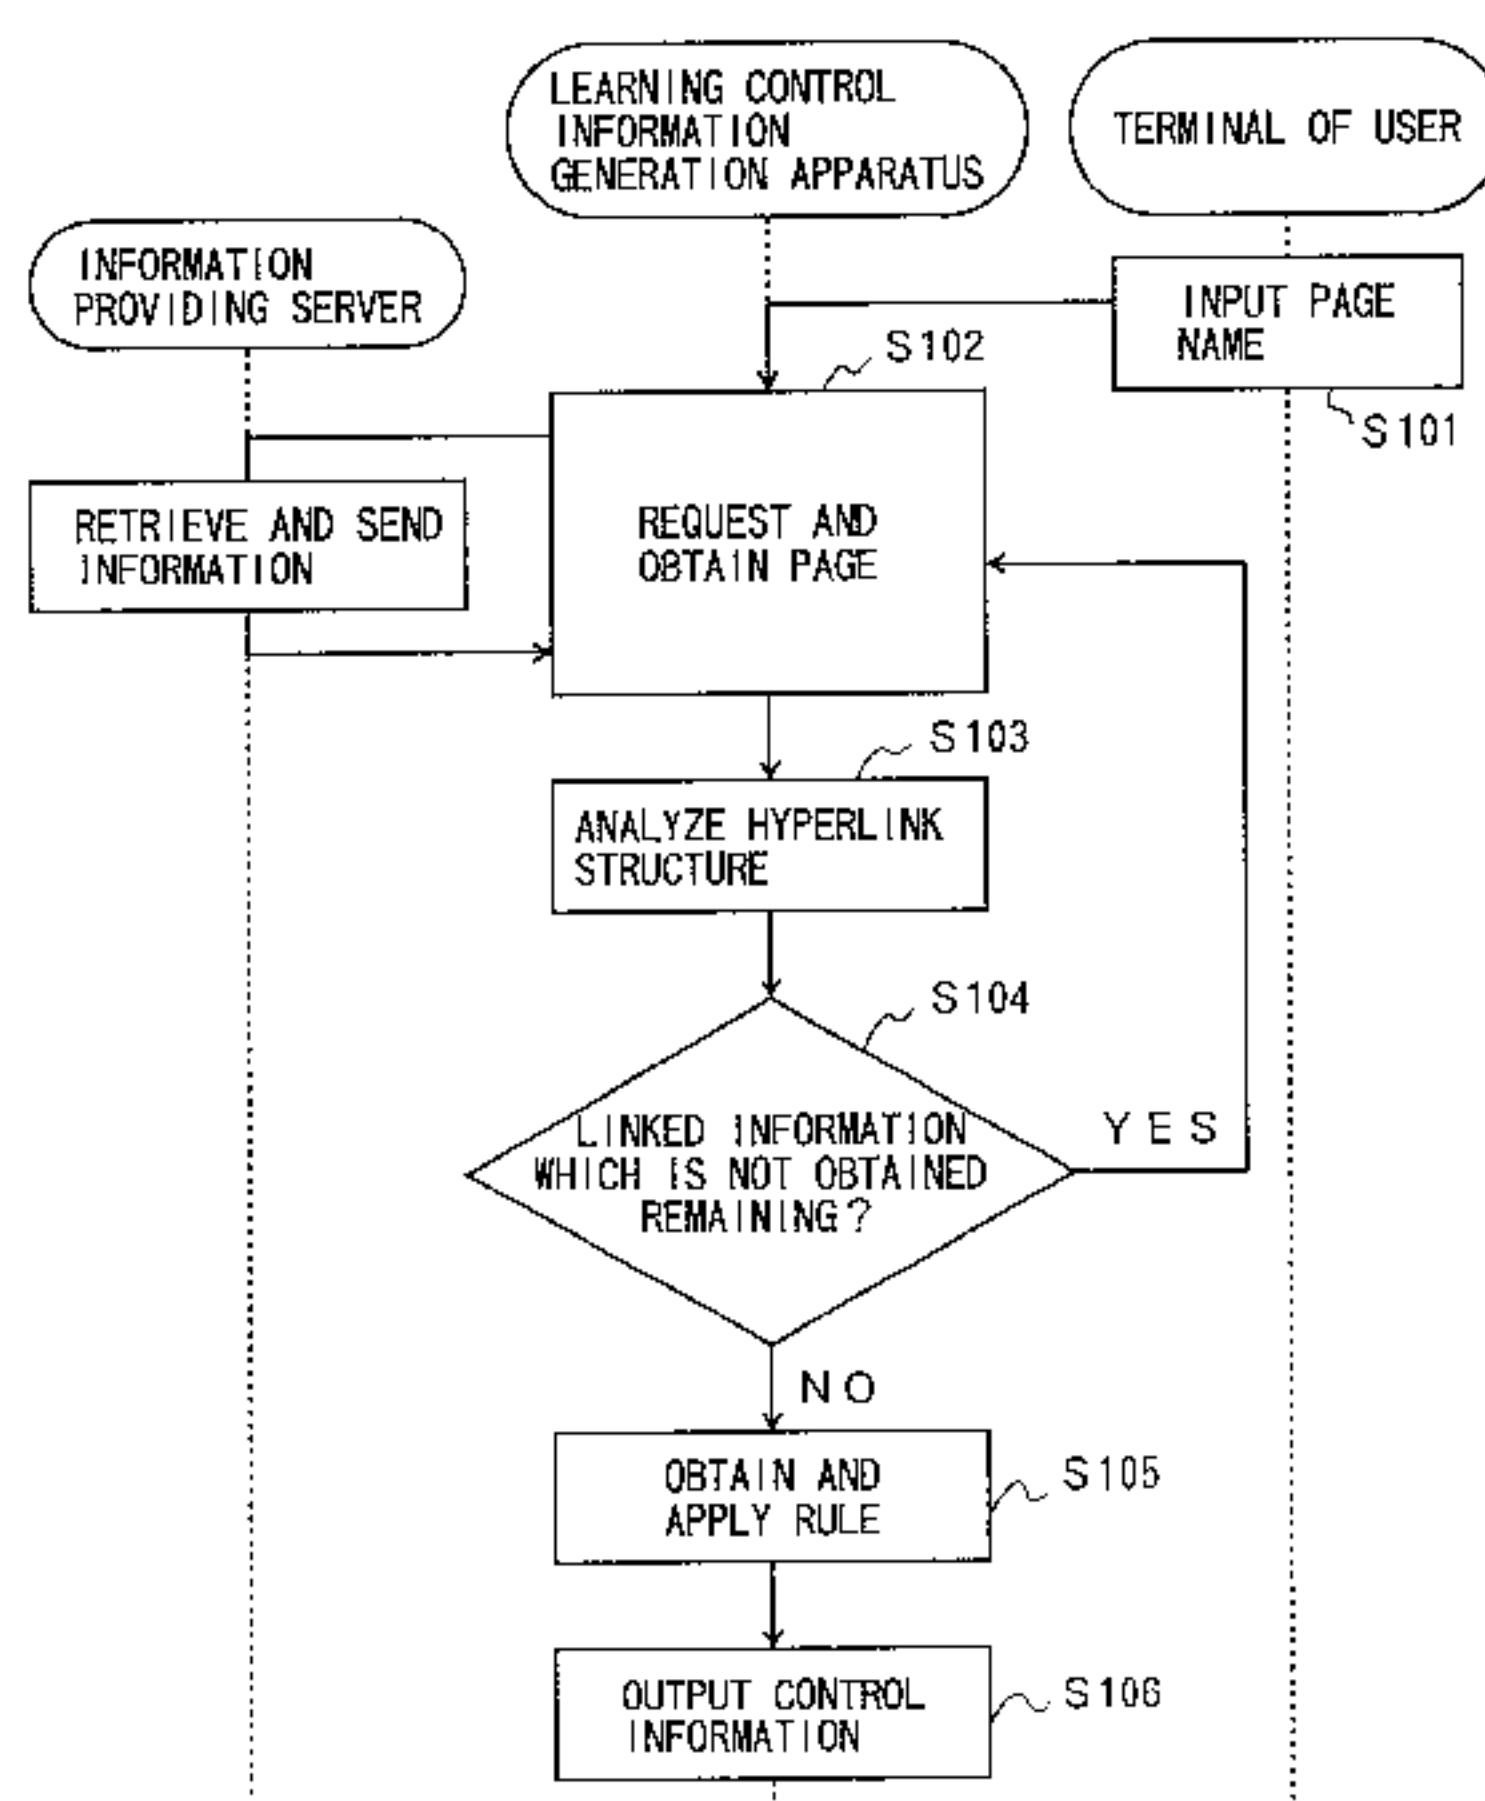 LEARNING CONTROL
INFORMATION
GENERATION APPARATUS
TERMINAL OF USER
INFORMATION
PROVIDING SERVER
INPUT PAGE
NAME
S102
S101
RETRIEVE AND SEND
INFORMATION
REQUEST AND
OBTAIN PAGE
S103
ANALYZE HYPERLINK
STRUCTURE
S104
LINKED INFORMATION
WHICH IS NOT OBTAINED
REMAINING?
YES
NO
OBTAIN AND
APPLY RULE
S105
OUTPUT CONTROL
INFORMATION
S106